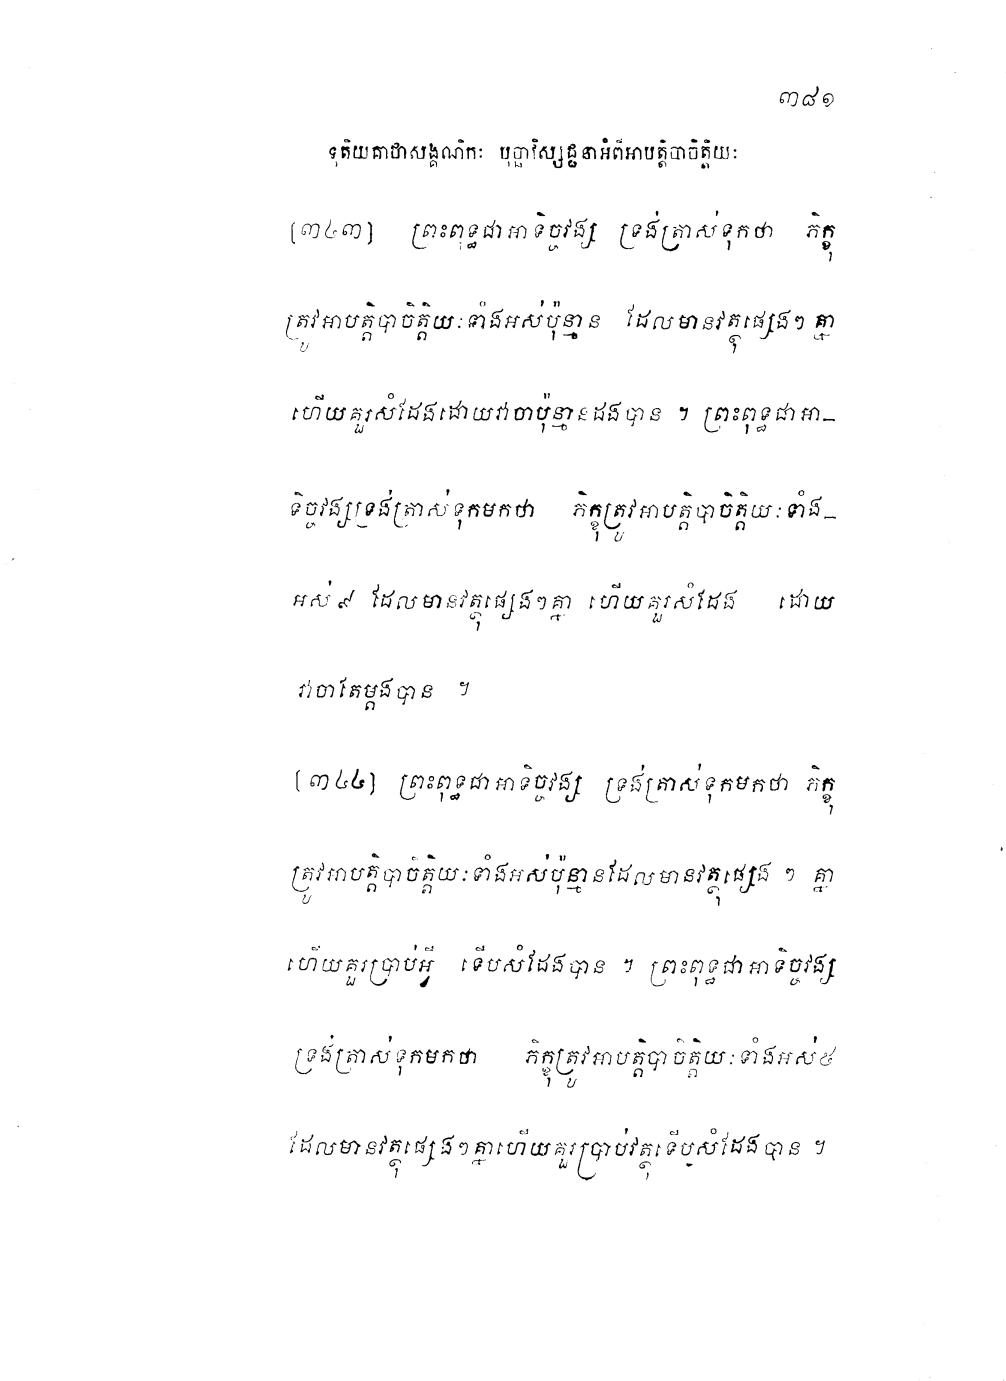 ៣៨១
ទុតិយគាថាសង្គណិកៈ បុច្ឆាវិស្សជ្ជនាអំពីអាបត្តិបាចិត្តិយៈ
[៣៤៣] ព្រះពុទ្ធជាអាទិច្ចវង្ស ទ្រង់ត្រាស់ទុកថា ភិក្ខុ
ត្រូវអាបត្តិបាចិត្តិយៈទាំងអស់ប៉ុន្មាន ដែលមានវត្ថុផ្សេងៗ គ្នា
ហើយគួរសំដែងដោយវាចាប៉ុន្មានដងបាន ។ ព្រះពុទ្ធជាអា-
ទិច្ចវង្សទ្រង់ត្រាស់ទុកមកថា ភិក្ខុត្រូវអាបត្តិបាចិត្តិយៈទាំង-
អស់ ៩ ដែលមានវត្ថុផ្សេងៗគ្នា ហើយគួរសំដែង ដោយ
វាចាតែម្តងបាន ។
[៣៤៤] ព្រះពុទ្ធជាអាទិច្ចវង្ស ទ្រង់ត្រាស់ទុកមកថា ភិក្ខុ
ត្រូវអាបត្តិបាចិត្តិយៈទាំងអស់ប៉ុន្មានដែលមានវត្ថុផ្សេង ៗ គ្នា
ហើយគួរប្រាប់អ្វី ទើបសំដែងបាន ។ ព្រះពុទ្ធជាអាទិច្ចវង្ស
ទ្រង់ត្រាស់ទុកមកថា ភិក្ខុត្រូវអាបត្តិបាចិត្តិយៈទាំងអស់៥
ដែលមានវត្ថុផ្សេងៗគ្នាហើយគួរប្រាប់វត្ថុទើបសំដែងបាន ។